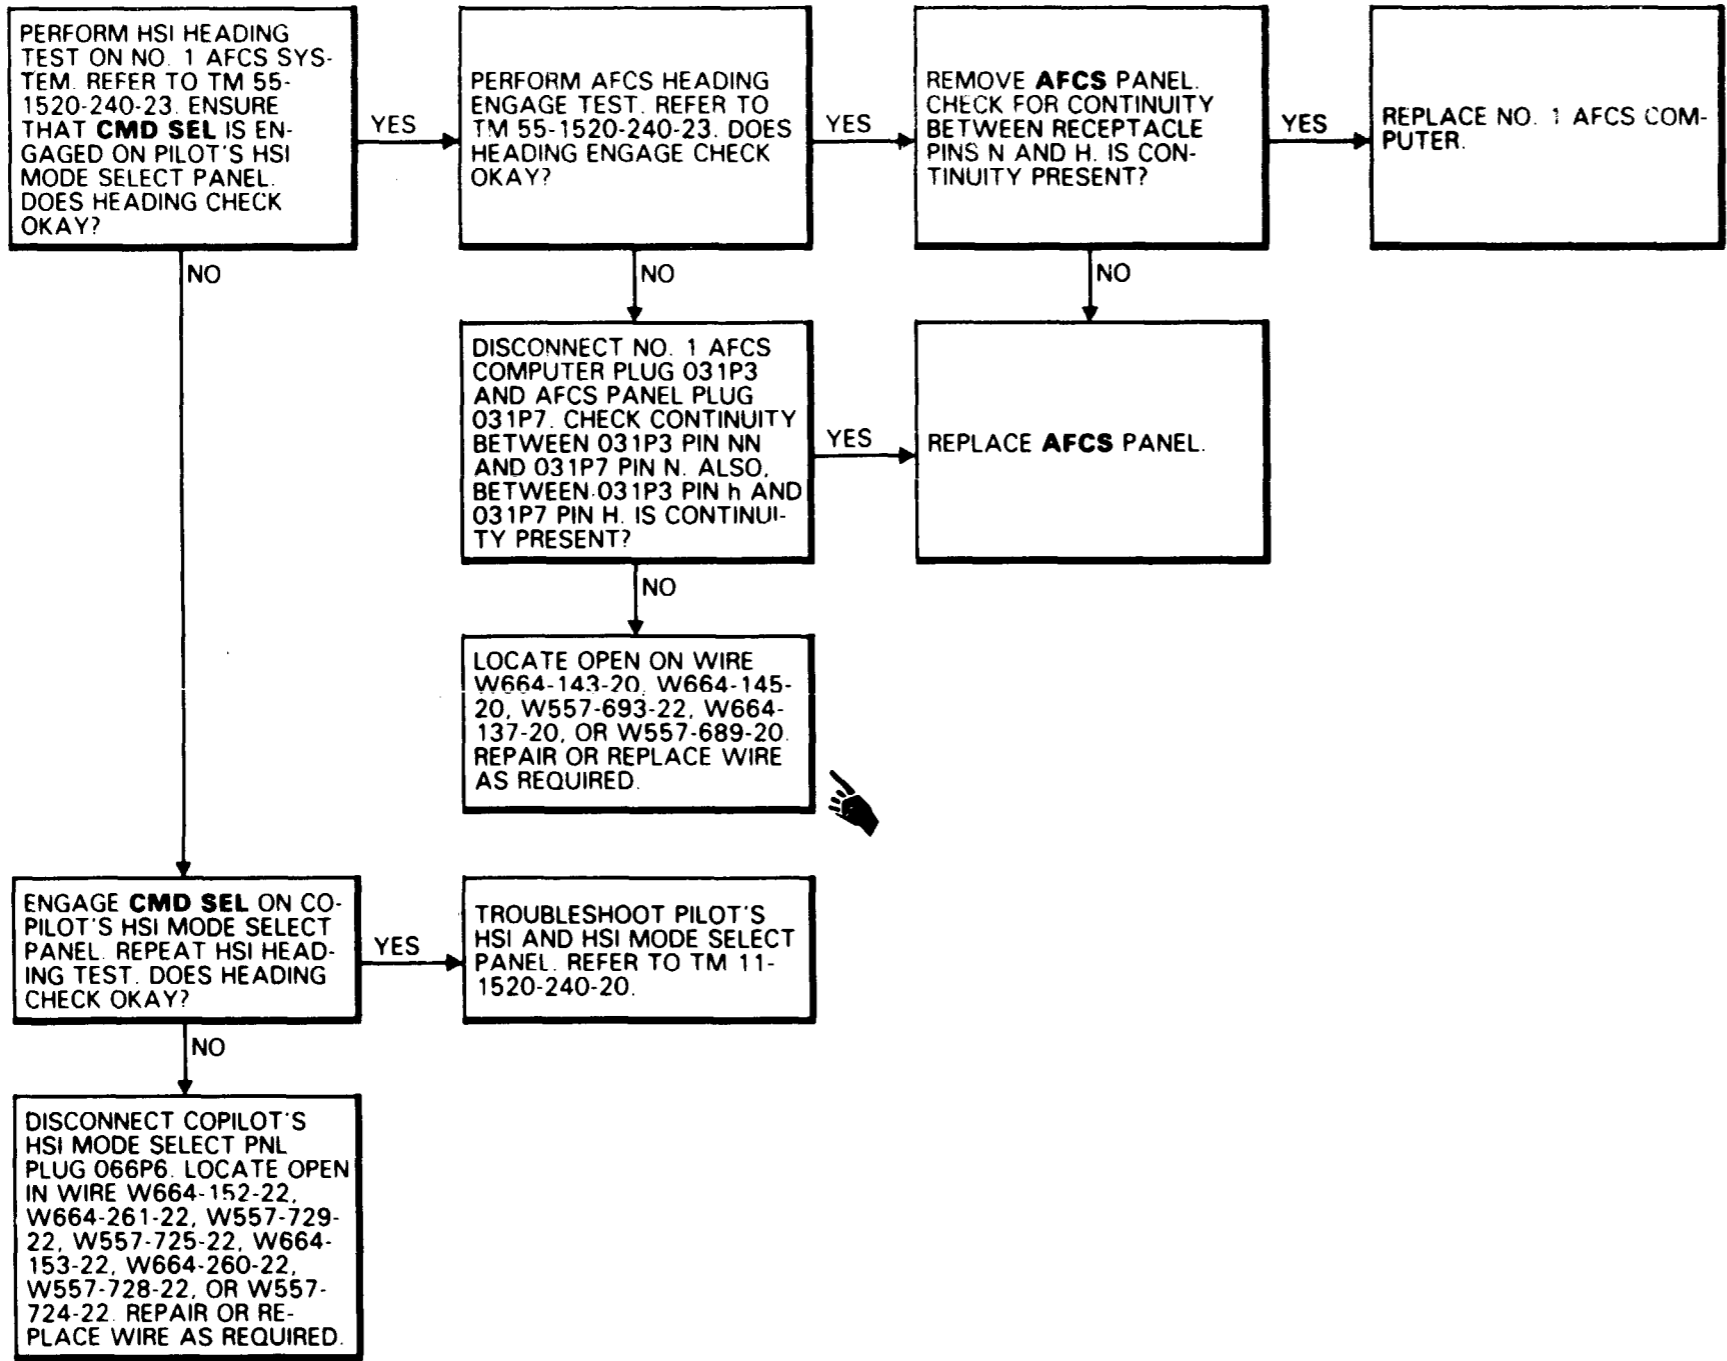 PERFORM HSI HEADING
TEST ON NO. 1 AFCS SYS-
TEM. REFER TO TM 55-
1520-240-23. ENSURE
THAT CMD SEL IS EN-
GAGED ON PILOT'S HSI
MODE SELECT PANEL.
DOES HEADING CHECK
OKAY?
YES
PERFORM AFCS HEADING
ENGAGE TEST. REFER TO
TM 55-1520-240-23. DOES
HEADING ENGAGE CHECK
OKAY?
YES
REMOVE AFCS PANEL.
CHECK FOR CONTINUITY
BETWEEN RECEPTACLE
PINS N AND H. IS CON-
TINUITY PRESENT?
YES
REPLACE NO. 1 AFCS COM-
PUTER.
NO
NO
NO
DISCONNECT NO. 1 AFCS
COMPUTER PLUG 031P3
AND AFCS PANEL PLUG
031P7. CHECK CONTINUITY
BETWEEN 031P3 PIN NN
AND 031P7 PIN N. ALSO,
BETWEEN 031P3 PIN h AND
031P7 PIN H. IS CONTINUI-
TY PRESENT?
YES
REPLACE AFCS PANEL.
NO
LOCATE OPEN ON WIRE
W664-143-20, W664-145-
20, W557-693-22, W664-
137-20, OR W557-689-20.
REPAIR OR REPLACE WIRE
AS REQUIRED.
ENGAGE CMD SEL ON CO-
PILOT'S HSI MODE SELECT
PANEL. REPEAT HSI HEAD-
ING TEST. DOES HEADING
CHECK OKAY?
YES
TROUBLESHOOT PILOT'S
HSI AND HSI MODE SELECT
PANEL. REFER TO TM 11-
1520-240-20.
NO
DISCONNECT COPILOT'S
HSI MODE SELECT PNL
PLUG 066P6. LOCATE OPEN
IN WIRE W664-152-22,
W664-261-22, W557-729-
22, W557-725-22, W664-
153-22, W664-260-22,
W557-728-22, OR W557-
724-22. REPAIR OR RE-
PLACE WIRE AS REQUIRED.